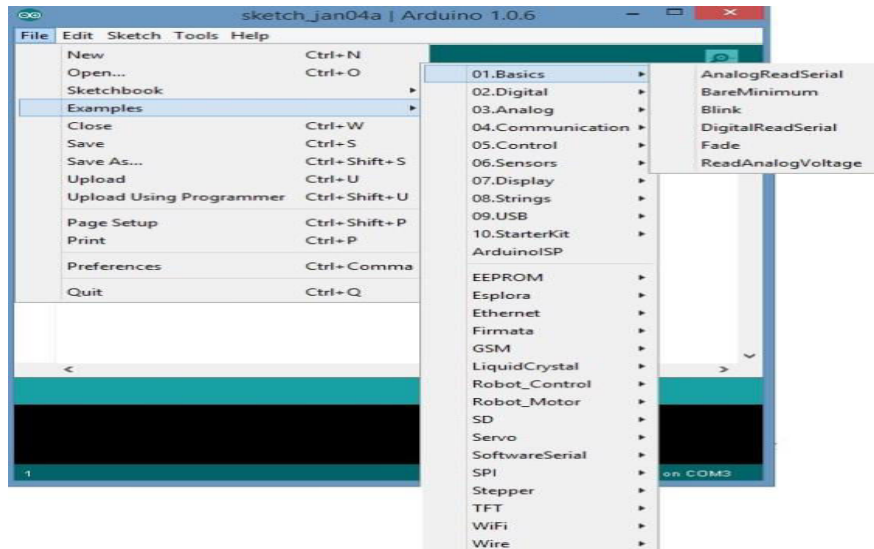 sketch_jan04a | Arduino 1.0.6
File Edit Sketch Tools Help
New Ctrl+N
Open... Ctrl+O
Sketchbook
Examples
Close Ctrl+W
Save Ctrl+S
Save As... Ctrl+Shift+S
Upload Ctrl+U
Upload Using Programmer Ctrl+Shift+U
Page Setup Ctrl+Shift+P
Print Ctrl+P
Preferences Ctrl+Comma
Quit Ctrl+Q
01.Basics
02.Digital
03.Analog
04.Communication
05.Control
06.Sensors
07.Display
08.Strings
09.USB
10.StarterKit
ArduinoISP
EEPROM
Esplora
Ethernet
Firmata
GSM
LiquidCrystal
Robot_Control
Robot_Motor
SD
Servo
SoftwareSerial
SPI
Stepper
TFT
WiFi
Wire
AnalogReadSerial
BareMinimum
Blink
DigitalReadSerial
Fade
ReadAnalogVoltage
1 on COM3